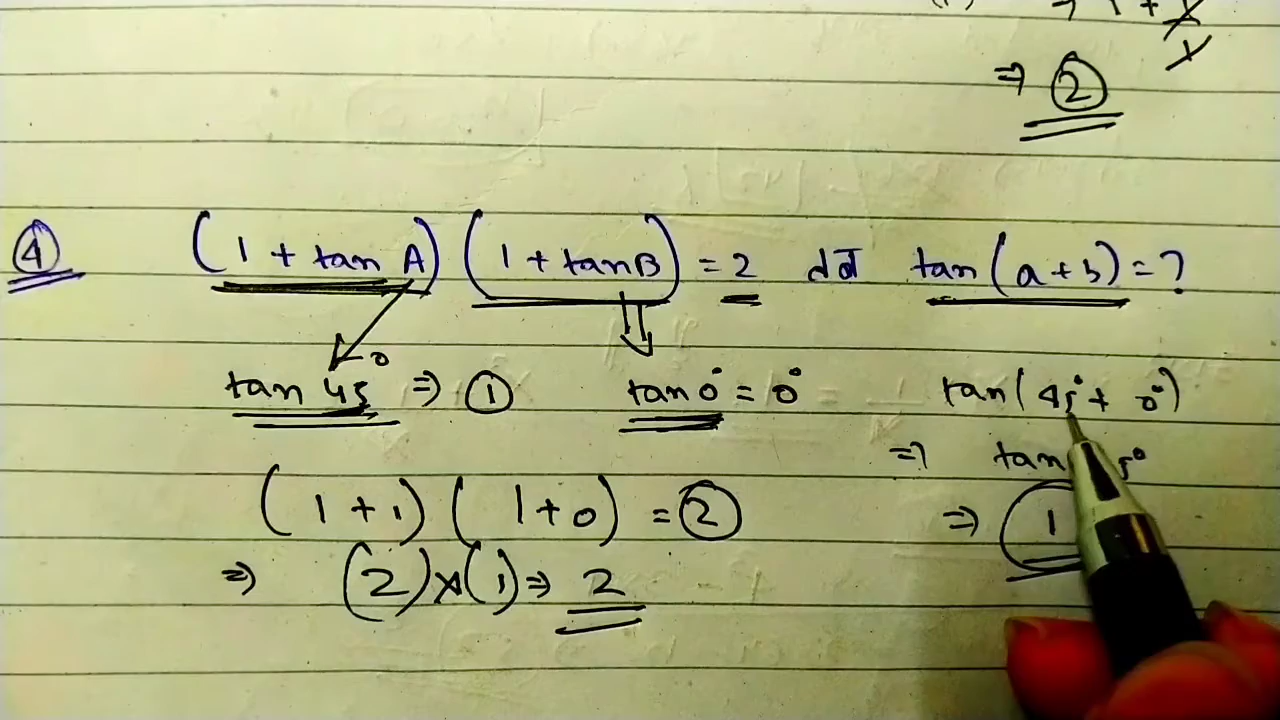 ⇒ 2
4 (1 + tan A) (1 + tanB) = 2 tan(a+b) = ?
tan 45° ⇒ 1 tan 0° = 0° tan(45°+ 0°)
⇒ tan
(1 + 1) (1+0) = 2 ⇒ 1
⇒ (2)×(1) ⇒ 2